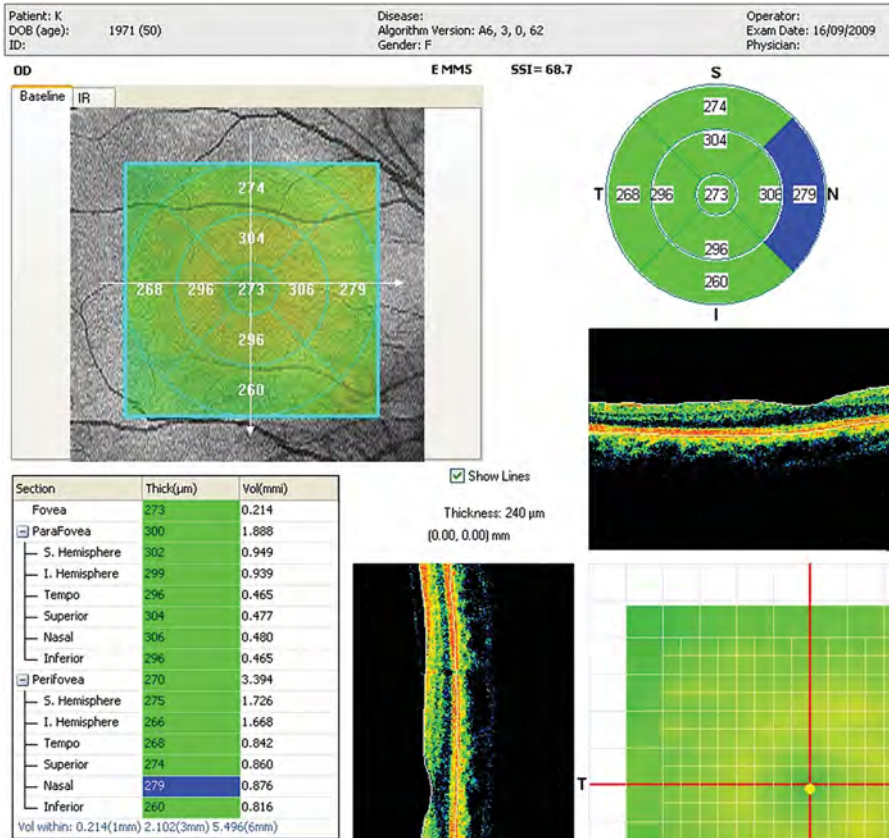 Patient: K Disease: Operator:
DOB (age): 1971 (50) Algorithm Version: A6, 3, 0, 62 Exam Date: 16/09/2009
ID: Gender: F Physician:
OD E MM5 SSI= 68.7
Baseline IR
274
304
268 296 273 306 279
296
260
S
274
304
T 268 296 273 306 279 N
296
260
I
Show Lines
Thickness: 240 µm
(0.00, 0.00) mm
Section Thick(µm) Vol(mmi)
Fovea 273 0.214
ParaFovea 300 1.888
S. Hemisphere 302 0.949
I. Hemisphere 299 0.939
Tempo 296 0.465
Superior 304 0.477
Nasal 306 0.480
Inferior 296 0.465
Perifovea 270 3.394
S. Hemisphere 275 1.726
I. Hemisphere 266 1.668
Tempo 268 0.842
Superior 274 0.860
Nasal 279 0.876
Inferior 260 0.816
Vol within: 0.214(1mm) 2.102(3mm) 5.496(6mm)
T